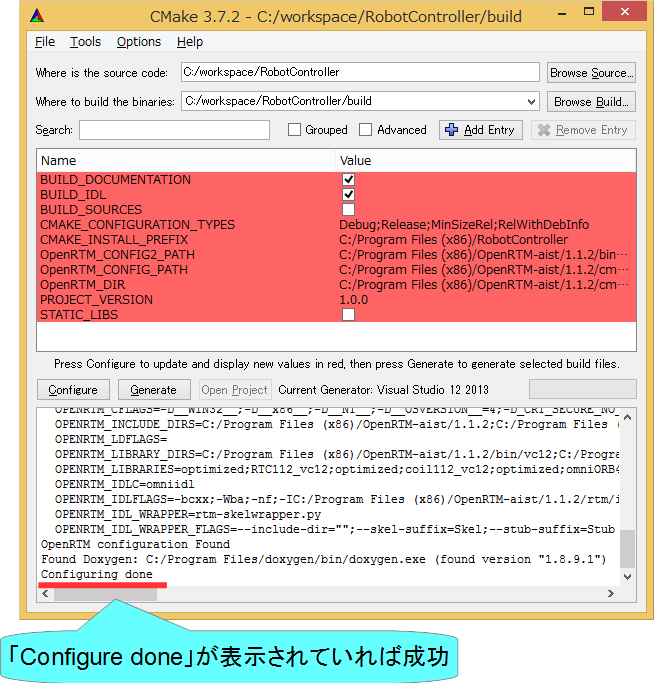 CMake 3.7.2 - C:/workspace/RobotController/build
File Tools Options Help
Where is the source code: C:/workspace/RobotController Browse Source...
Where to build the binaries: C:/workspace/RobotController/build Browse Build...
Search: Grouped Advanced Add Entry Remove Entry
Name Value
BUILD_DOCUMENTATION
BUILD_IDL
BUILD_SOURCES
CMAKE_CONFIGURATION_TYPES Debug;Release;MinSizeRel;RelWithDebInfo
CMAKE_INSTALL_PREFIX C:/Program Files (x86)/RobotController
OpenRTM_CONFIG2_PATH C:/Program Files (x86)/OpenRTM-aist/1.1.2/bin...
OpenRTM_CONFIG_PATH C:/Program Files (x86)/OpenRTM-aist/1.1.2/cm...
OpenRTM_DIR C:/Program Files (x86)/OpenRTM-aist/1.1.2/cm...
PROJECT_VERSION 1.0.0
STATIC_LIBS
Press Configure to update and display new values in red, then press Generate to generate selected build files.
Configure Generate Open Project Current Generator: Visual Studio 12 2013
OPENRTM_CFLAGS=-D__WIN32__;-D__x86__;-D__NT__;-D__OSVERSION__=4;-D_CRT_SECURE_NO_
OPENRTM_INCLUDE_DIRS=C:/Program Files (x86)/OpenRTM-aist/1.1.2;C:/Program Files (
OPENRTM_LDFLAGS=
OPENRTM_LIBRARY_DIRS=C:/Program Files (x86)/OpenRTM-aist/1.1.2/bin/vc12;C:/Progra
OPENRTM_LIBRARIES=optimized;RTC112_vc12;optimized;coil112_vc12;optimized;omniORB4
OPENRTM_IDLC=omniidl
OPENRTM_IDLFLAGS=-bcxx;-Wba;-nf;-IC:/Program Files (x86)/OpenRTM-aist/1.1.2/rtm/i
OPENRTM_IDL_WRAPPER=rtm-skelwrapper.py
OPENRTM_IDL_WRAPPER_FLAGS=--include-dir="";--skel-suffix=Skel;--stub-suffix=Stub
OpenRTM configuration Found
Found Doxygen: C:/Program Files/doxygen/bin/doxygen.exe (found version "1.8.9.1")
Configuring done
「Configure done」が表示されていれば成功